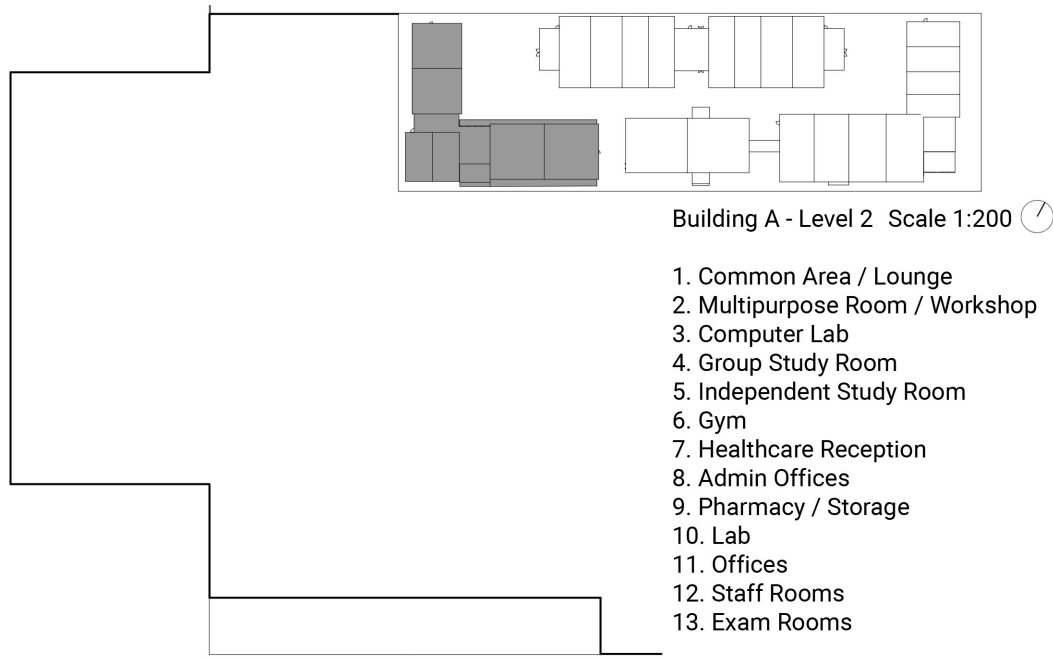 Building A - Level 2 Scale 1:200
1. Common Area / Lounge
2. Multipurpose Room / Workshop
3. Computer Lab
4. Group Study Room
5. Independent Study Room
6. Gym
7. Healthcare Reception
8. Admin Offices
9. Pharmacy / Storage
10. Lab
11. Offices
12. Staff Rooms
13. Exam Rooms